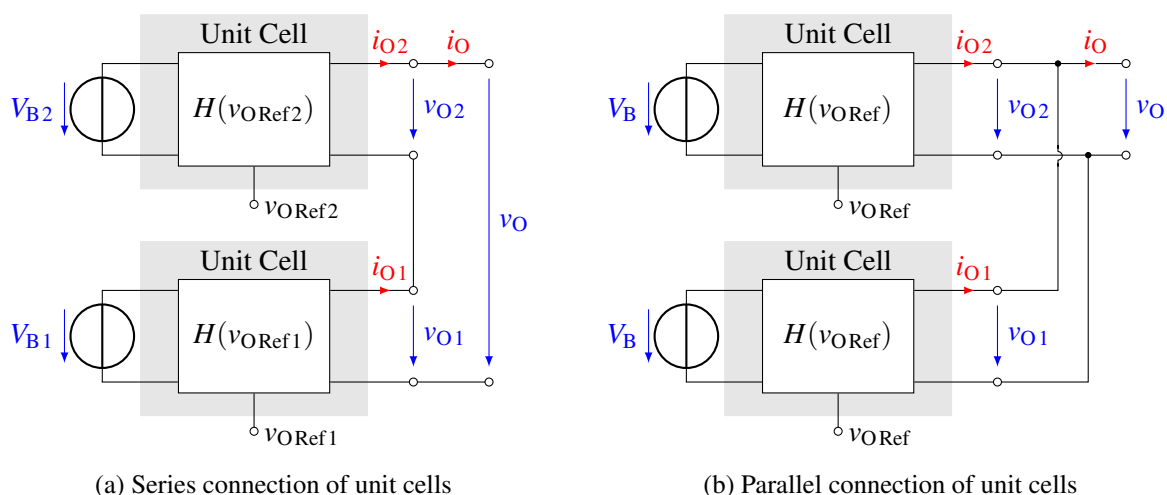 Unit Cell
i_O2 i_O
V_B2 H(v_ORef2) v_O2
v_ORef2
v_O
Unit Cell
i_O1
V_B1 H(v_ORef1) v_O1
v_ORef1
(a) Series connection of unit cells
Unit Cell
i_O2 i_O
V_B H(v_ORef) v_O2 v_O
v_ORef
Unit Cell
i_O1
V_B H(v_ORef) v_O1
v_ORef
(b) Parallel connection of unit cells